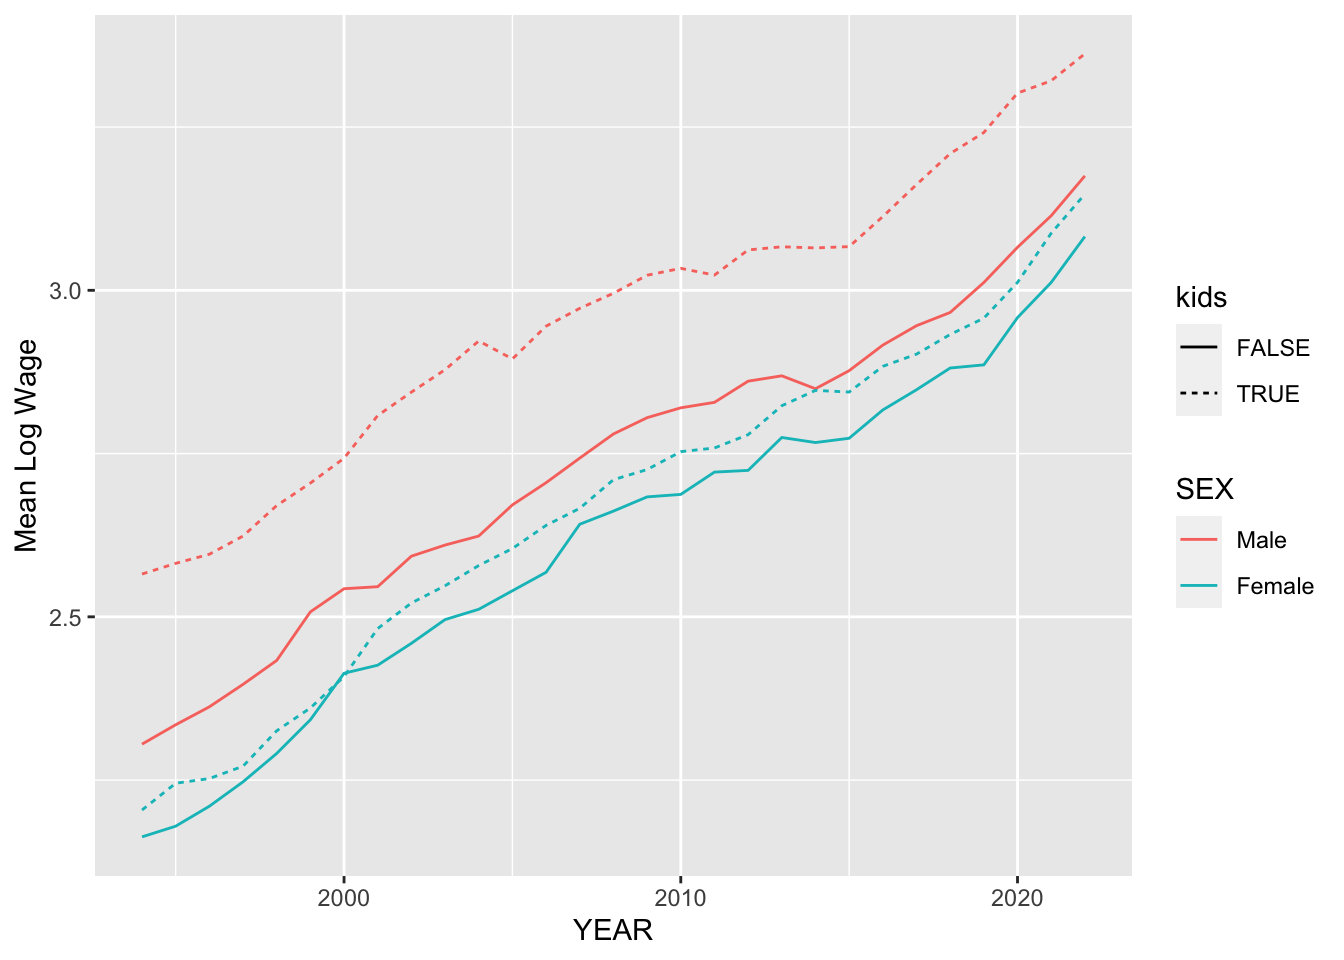 Mean Log Wage
3.0
2.5
2000
2010
2020
YEAR
kids
FALSE
TRUE
SEX
Male
Female